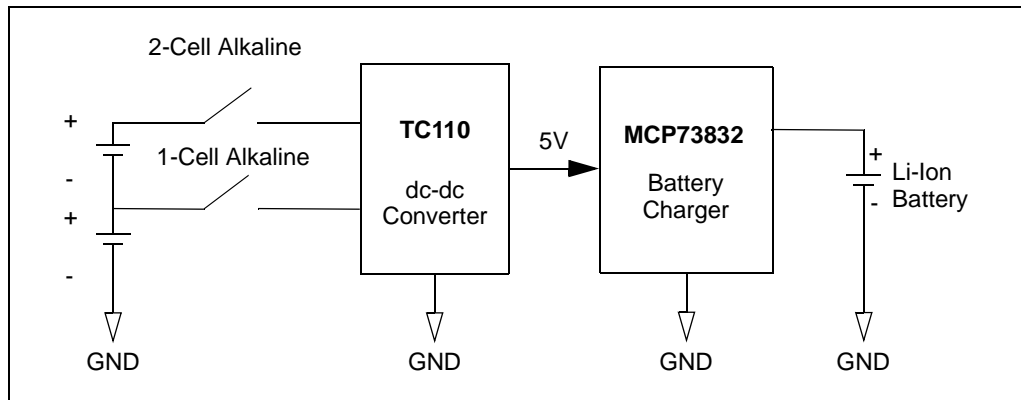 2-Cell Alkaline
+
-
1-Cell Alkaline
+
-
TC110
dc-dc
Converter
5V
MCP73832
Battery
Charger
+
-
Li-Ion
Battery
GND
GND
GND
GND